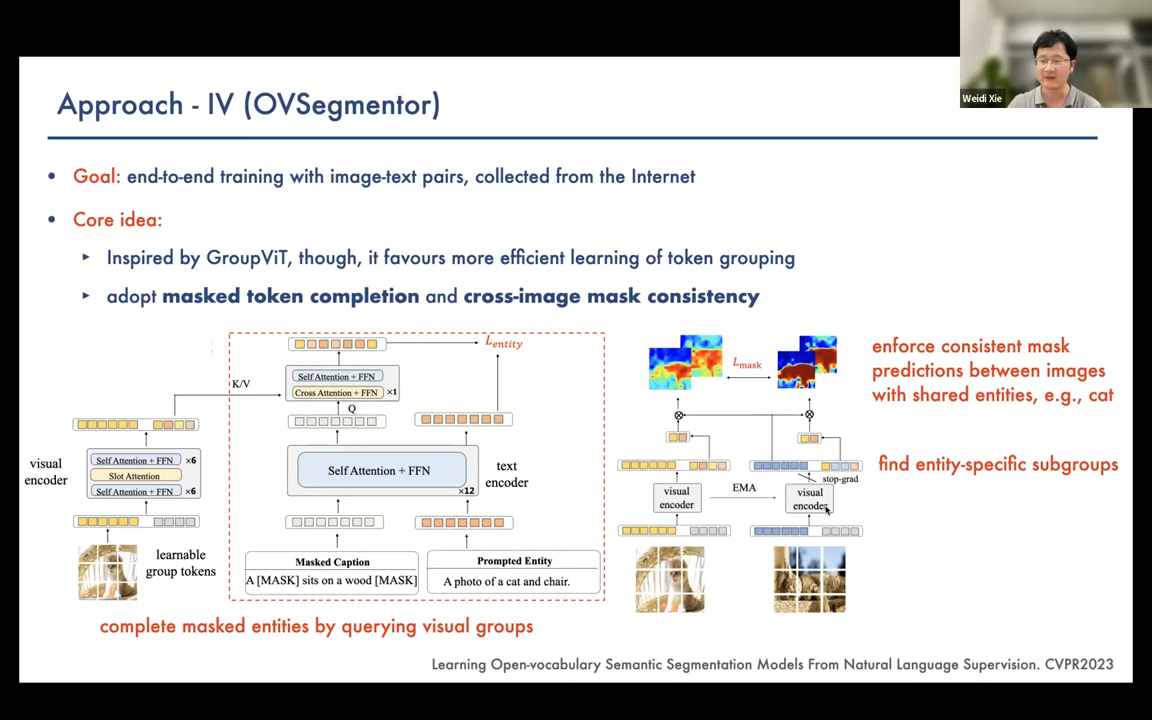 Weidi Xie
Approach - IV (OVSegmentor)
• Goal: end-to-end training with image-text pairs, collected from the Internet
• Core idea:
‣ Inspired by GroupViT, though, it favours more efficient learning of token grouping
‣ adopt masked token completion and cross-image mask consistency
visual
encoder
Self Attention + FFN ×6
Slot Attention
Self Attention + FFN ×6
learnable
group tokens
K/V
L_entity
Self Attention + FFN
Cross Attention + FFN ×1
Q
Self Attention + FFN
×12
text
encoder
Masked Caption
A [MASK] sits on a wood [MASK]
Prompted Entity
A photo of a cat and chair.
complete masked entities by querying visual groups
L_mask
stop-grad
visual
encoder
EMA
visual
encoder
enforce consistent mask
predictions between images
with shared entities, e.g., cat
find entity-specific subgroups
Learning Open-vocabulary Semantic Segmentation Models From Natural Language Supervision. CVPR2023